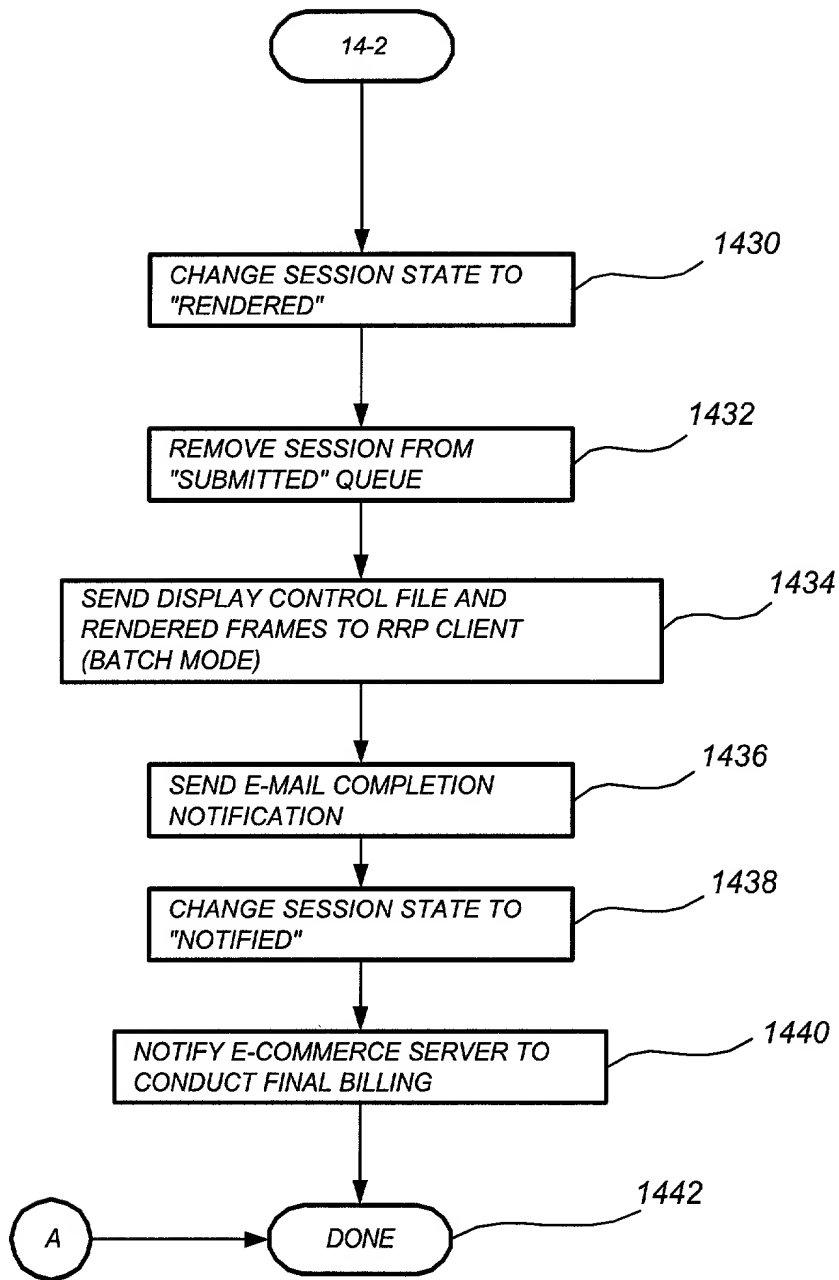 14-2
1430
CHANGE SESSION STATE TO
"RENDERED"
1432
REMOVE SESSION FROM
"SUBMITTED" QUEUE
1434
SEND DISPLAY CONTROL FILE AND
RENDERED FRAMES TO RRP CLIENT
(BATCH MODE)
1436
SEND E-MAIL COMPLETION
NOTIFICATION
1438
CHANGE SESSION STATE TO
"NOTIFIED"
1440
NOTIFY E-COMMERCE SERVER TO
CONDUCT FINAL BILLING
1442
A
DONE